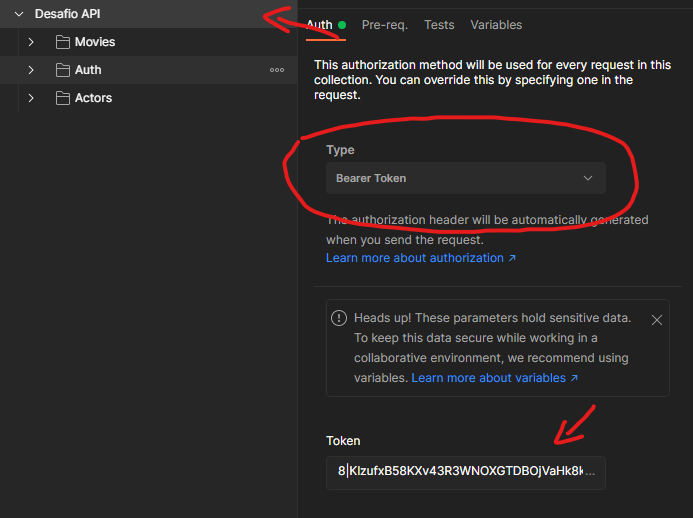 Desafio API
Movies
Auth
Actors
Auth Pre-req. Tests Variables
This authorization method will be used for every request in this
collection. You can override this by specifying one in the
request.
Type
Bearer Token
The authorization header will be automatically generated
when you send the request.
Learn more about authorization ↗
Heads up! These parameters hold sensitive data.
To keep this data secure while working in a
collaborative environment, we recommend using
variables. Learn more about variables ↗
Token
8|KlzufxB58KXv43R3WNOXGTDBOjVaHk8k...